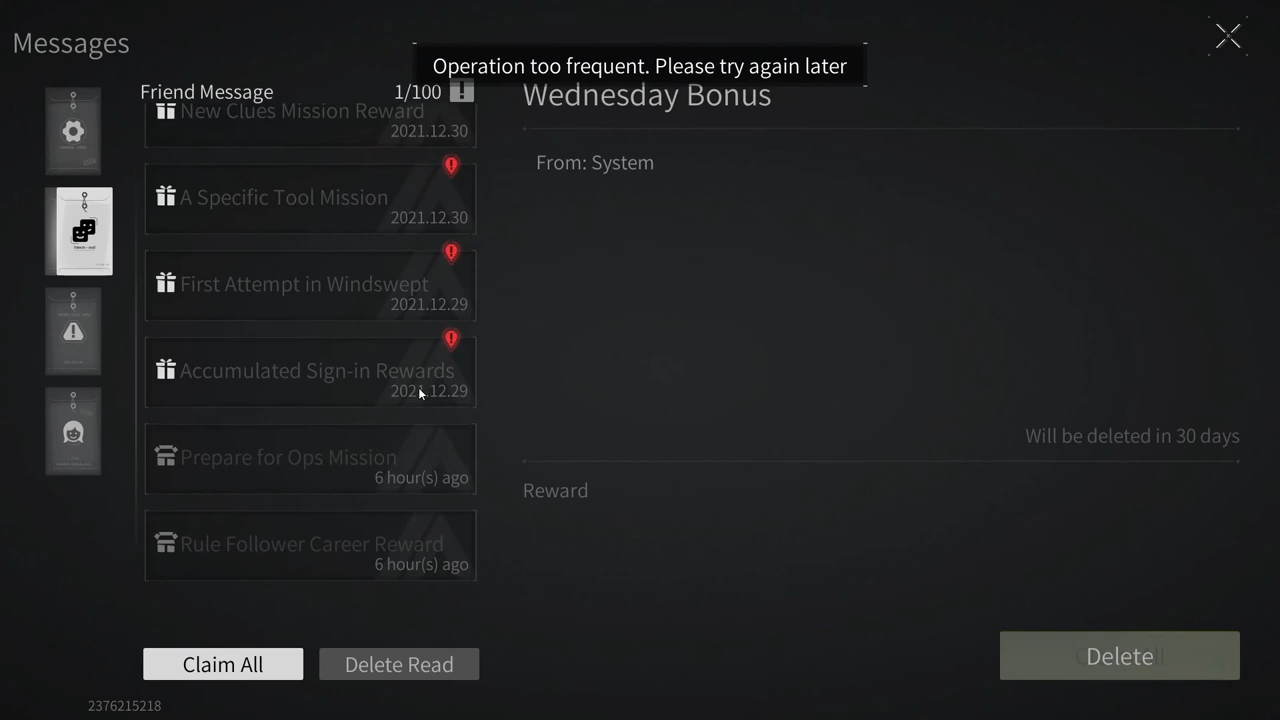 Messages
Operation too frequent. Please try again later
Friend Message 1/100
Wednesday Bonus
New Clues Mission Reward
2021.12.30
From: System
A Specific Tool Mission
2021.12.30
First Attempt in Windswept
2021.12.29
Accumulated Sign-in Rewards
2021.12.29
Will be deleted in 30 days
Prepare for Ops Mission
6 hour(s) ago
Reward
Rule Follower Career Reward
6 hour(s) ago
Claim All
Delete Read
Delete
2376215218